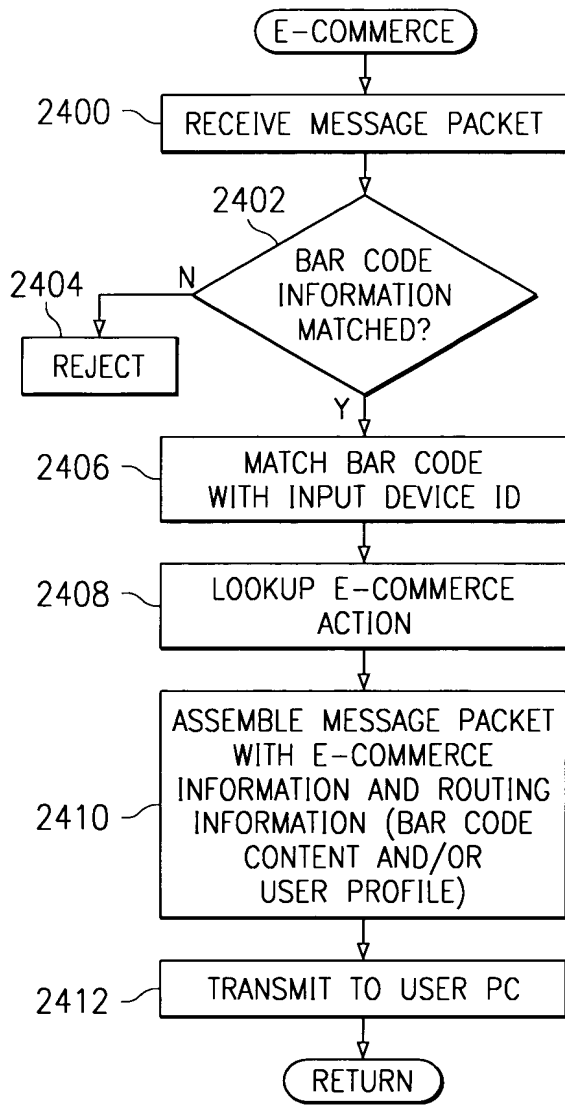 E-COMMERCE
2400
RECEIVE MESSAGE PACKET
2402
BAR CODE
INFORMATION
MATCHED?
N
2404
REJECT
Y
2406
MATCH BAR CODE
WITH INPUT DEVICE ID
2408
LOOKUP E-COMMERCE
ACTION
2410
ASSEMBLE MESSAGE PACKET
WITH E-COMMERCE
INFORMATION AND ROUTING
INFORMATION (BAR CODE
CONTENT AND/OR
USER PROFILE)
2412
TRANSMIT TO USER PC
RETURN